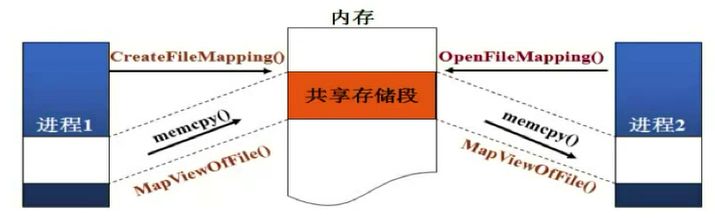 内存
CreateFileMapping()
OpenFileMapping()
进程1
memcpy()
MapViewOfFile()
共享存储段
memcpy()
MapViewOfFile()
进程2